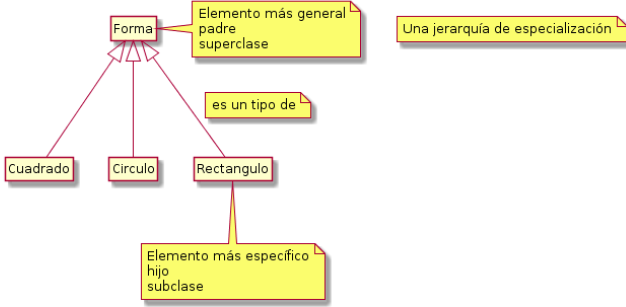 Forma
Elemento más general
padre
superclase
Una jerarquía de especialización
es un tipo de
Cuadrado
Circulo
Rectangulo
Elemento más específico
hijo
subclase